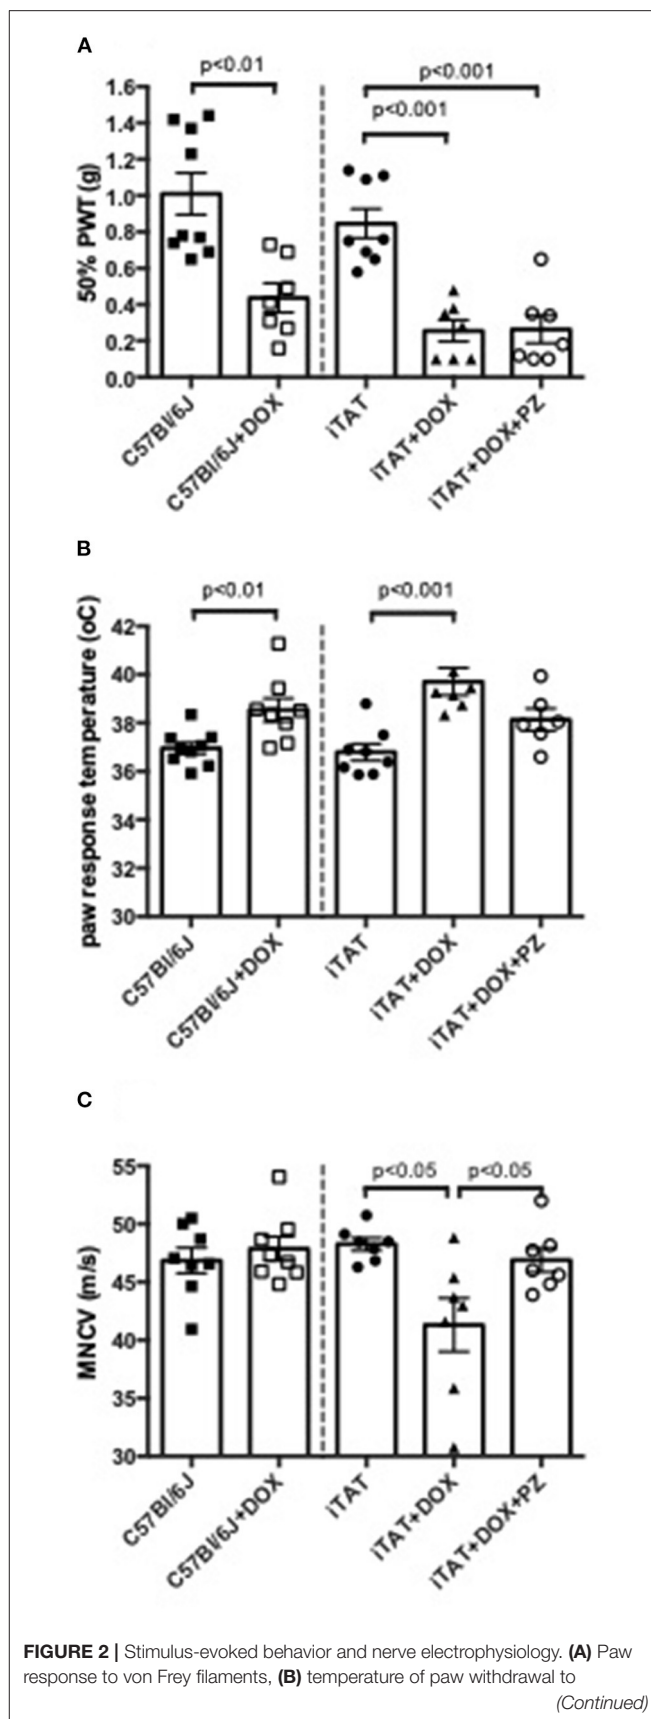 A
p<0.01
p<0.001
p<0.001
1.6
1.4
1.2
1.0
0.8
0.6
0.4
0.2
0.0
50% PWT (g)
C57Bl/6J
C57Bl/6J+DOX
iTAT
iTAT+DOX
iTAT+DOX+PZ
B
p<0.01
p<0.001
42
40
38
36
34
32
30
paw response temperature (oC)
C57Bl/6J
C57Bl/6J+DOX
iTAT
iTAT+DOX
iTAT+DOX+PZ
C
p<0.05
p<0.05
55
50
45
40
35
30
MNCV (m/s)
C57Bl/6J
C57Bl/6J+DOX
iTAT
iTAT+DOX
iTAT+DOX+PZ
FIGURE 2 | Stimulus-evoked behavior and nerve electrophysiology. (A) Paw
response to von Frey filaments, (B) temperature of paw withdrawal to
(Continued)